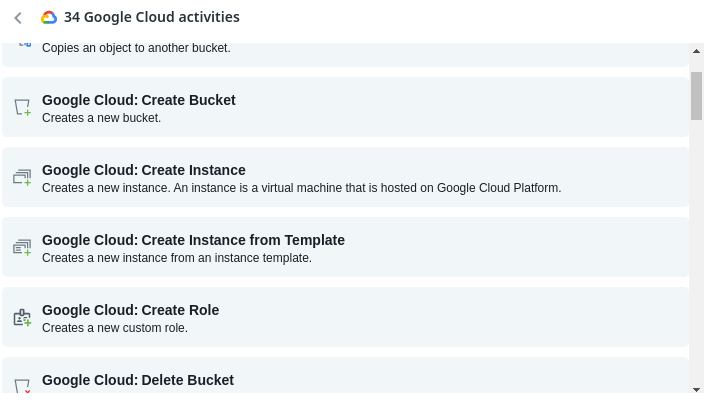 34 Google Cloud activities
Copies an object to another bucket.
Google Cloud: Create Bucket
Creates a new bucket.
Google Cloud: Create Instance
Creates a new instance. An instance is a virtual machine that is hosted on Google Cloud Platform.
Google Cloud: Create Instance from Template
Creates a new instance from an instance template.
Google Cloud: Create Role
Creates a new custom role.
Google Cloud: Delete Bucket